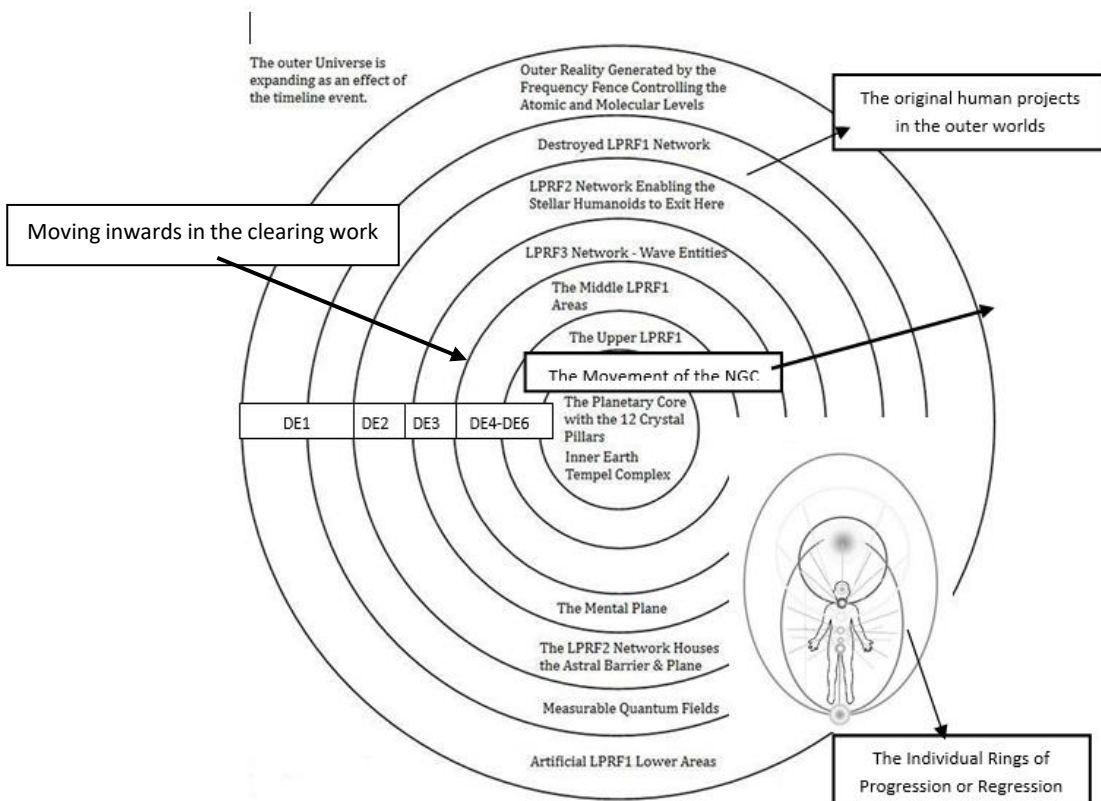 The outer Universe is
expanding as an effect of
the timeline event.
Outer Reality Generated by the
Frequency Fence Controlling the
Atomic and Molecular Levels
The original human projects
in the outer worlds
Destroyed LPRF1 Network
LPRF2 Network Enabling the
Stellar Humanoids to Exit Here
Moving inwards in the clearing work
LPRF3 Network - Wave Entities
The Middle LPRF1
Areas
The Upper LPRF1
The Movement of the NGC
DE1
DE2
DE3
DE4-DE6
The Planetary Core
with the 12 Crystal
Pillars
Inner Earth
Tempel Complex
The Mental Plane
The LPRF2 Network Houses
the Astral Barrier & Plane
Measurable Quantum Fields
Artificial LPRF1 Lower Areas
The Individual Rings of
Progression or Regression